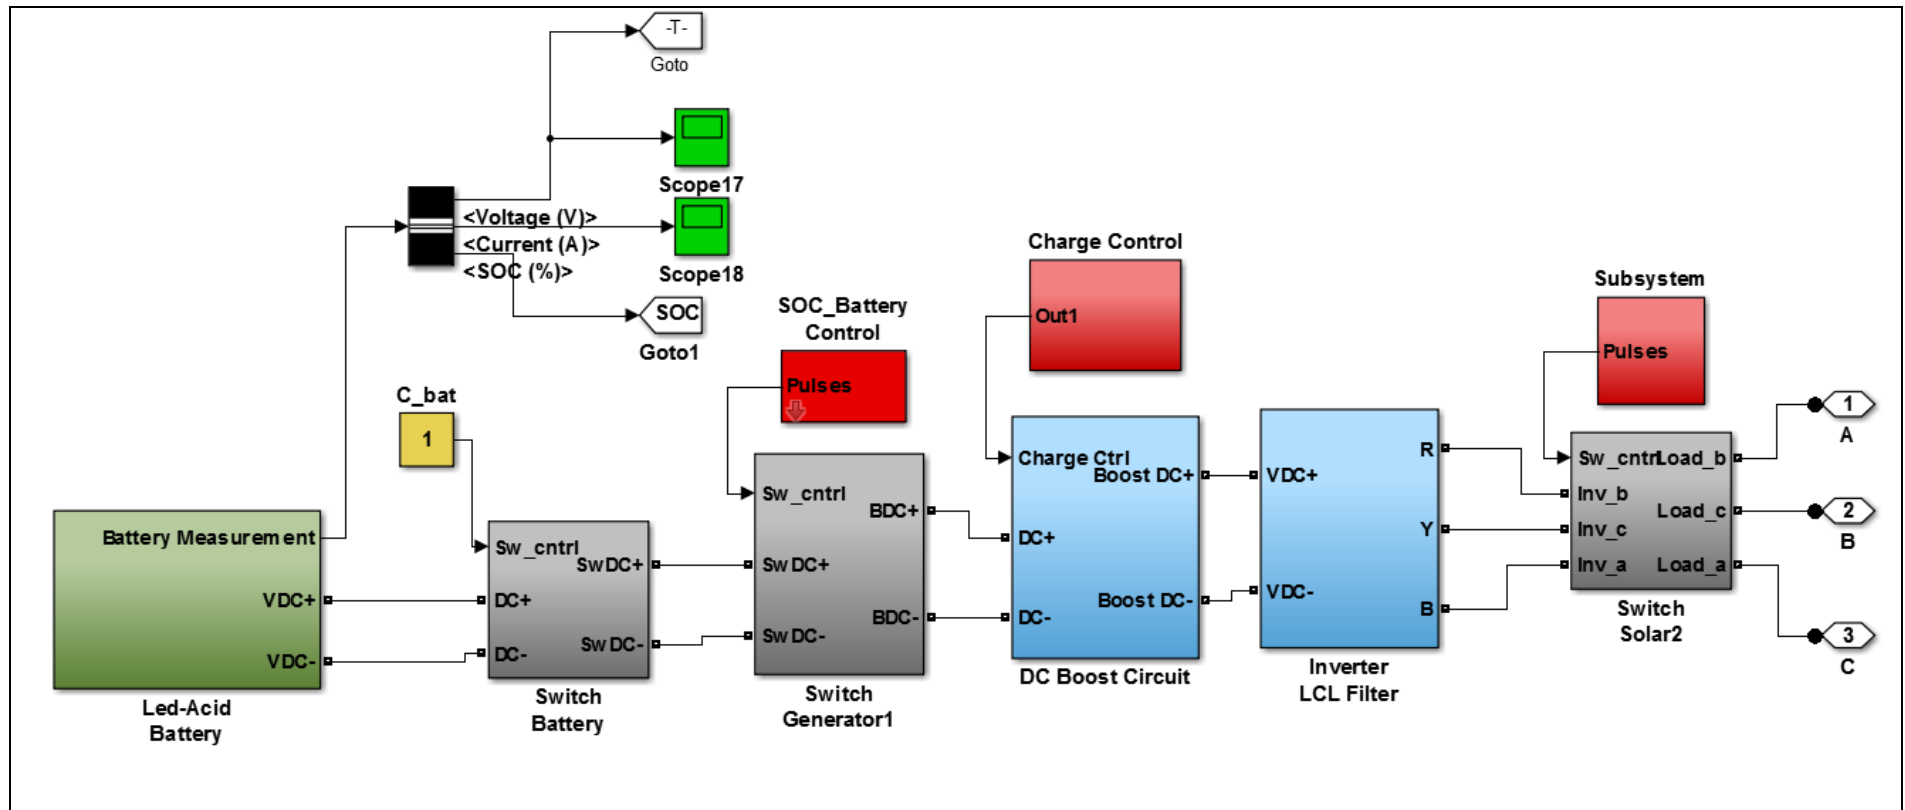 -T-
Goto
Scope17
<Voltage (V)>
<Current (A)>
<SOC (%)>
Scope18
SOC
Goto1
SOC_Battery
Control
Pulses
Charge Control
Out1
Subsystem
Pulses
C_bat
1
Battery Measurement
VDC+
VDC-
Led-Acid
Battery
Sw_cntrl
SwDC+
DC+
SwDC-
DC-
Switch
Battery
Sw_cntrl
BDC+
SwDC+
BDC-
SwDC-
Switch
Generator1
Charge Ctrl
Boost DC+
DC+
Boost DC-
DC-
DC Boost Circuit
R
VDC+
Y
VDC-
B
Inverter
LCL Filter
Sw_cntrl
Load_b
Inv_b
Load_c
Inv_c
Inv_a
Load_a
Switch
Solar2
1
A
2
B
3
C